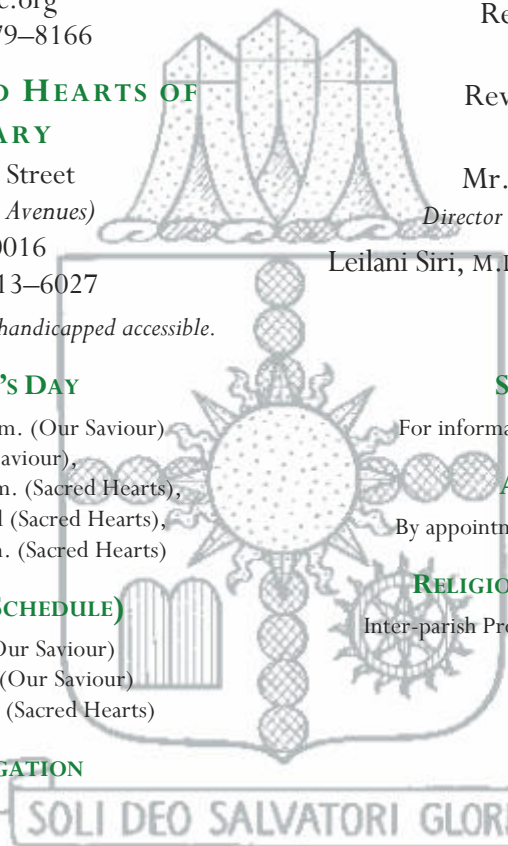 c.org
79–8166
D HEARTS OF
ARY
Street
Avenues)
0016
13–6027
handicapped accessible.
’S DAY
m. (Our Saviour)
aviour),
m. (Sacred Hearts),
l (Sacred Hearts),
n. (Sacred Hearts)
SCHEDULE)
Our Saviour)
(Our Saviour)
(Sacred Hearts)
GATION
Re
Rev
Mr.
Director
Leilani Siri, M.D
S
For informa
A
By appointm
RELIGIO
Inter-parish Pro
SOLI DEO SALVATORI GLORI